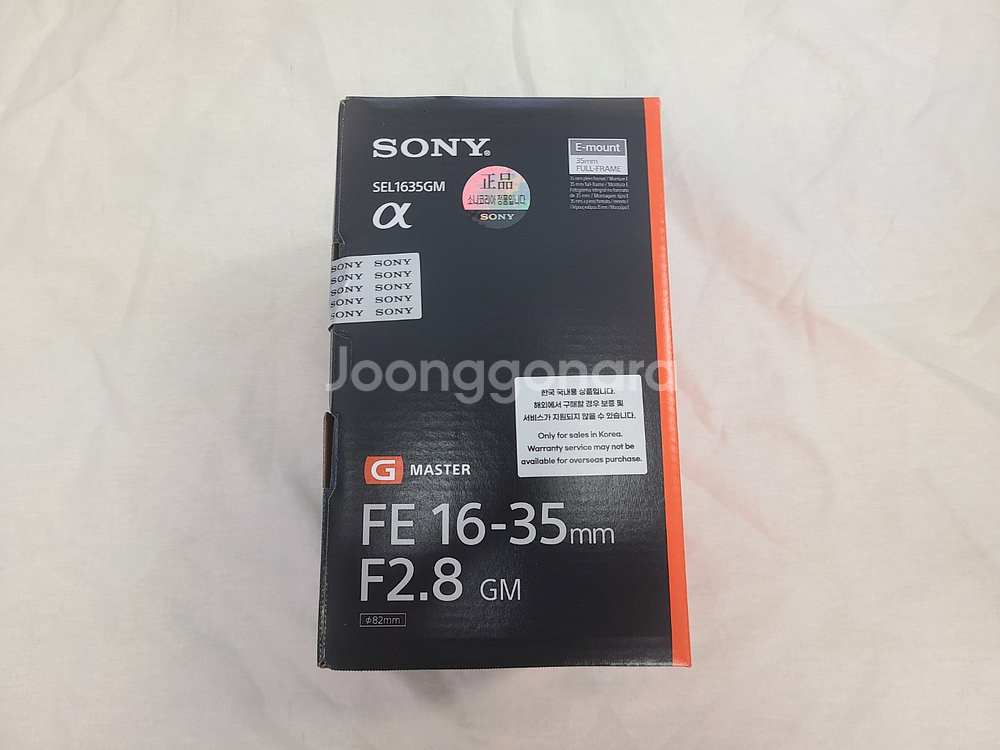 SONY®
SEL1635GM
α
正品
소니코리아 정품입니다
SONY
E-mount
35mm
FULL-FRAME
SONY SONY
SONY SONY
SONY SONY
SONY SONY
SONY SONY
Joonggonara
한국 국내용 상품입니다.
해외에서 구매할 경우 보증 및
서비스가 지원되지 않을 수 있습니다.
Only for sales in Korea.
Warranty service may not be
available for overseas purchase.
G MASTER
FE 16-35mm
F2.8 GM
φ82mm